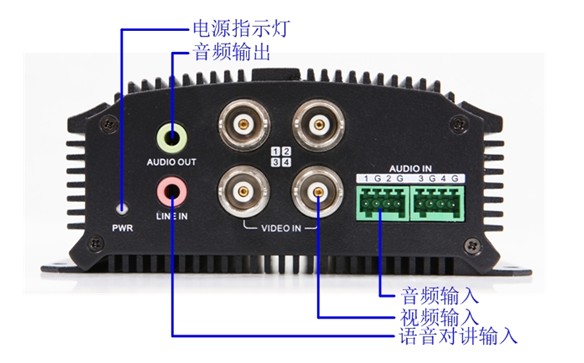 电源指示灯
音频输出
AUDIO OUT
1 2
3 4
AUDIO IN
1 G 2 G 3 G 4 G
LINE IN
PWR
VIDEO IN
音频输入
视频输入
语音对讲输入